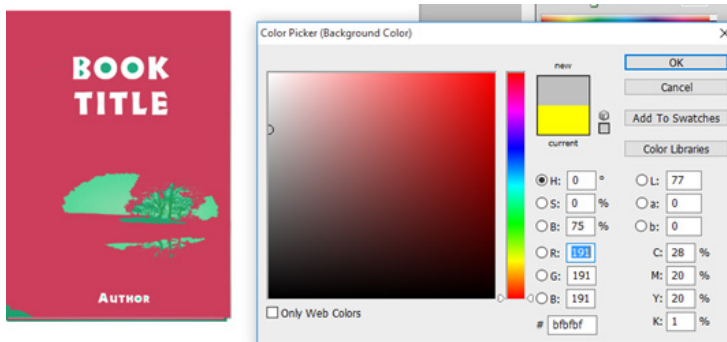 BOOK
TITLE
AUTHOR
Color Picker (Background Color)
new
current
OK
Cancel
Add To Swatches
Color Libraries
H: 0 °
S: 0 %
B: 75 %
R: 191
G: 191
B: 191
# bfbfbf
L: 77
a: 0
b: 0
C: 28 %
M: 20 %
Y: 20 %
K: 1 %
Only Web Colors